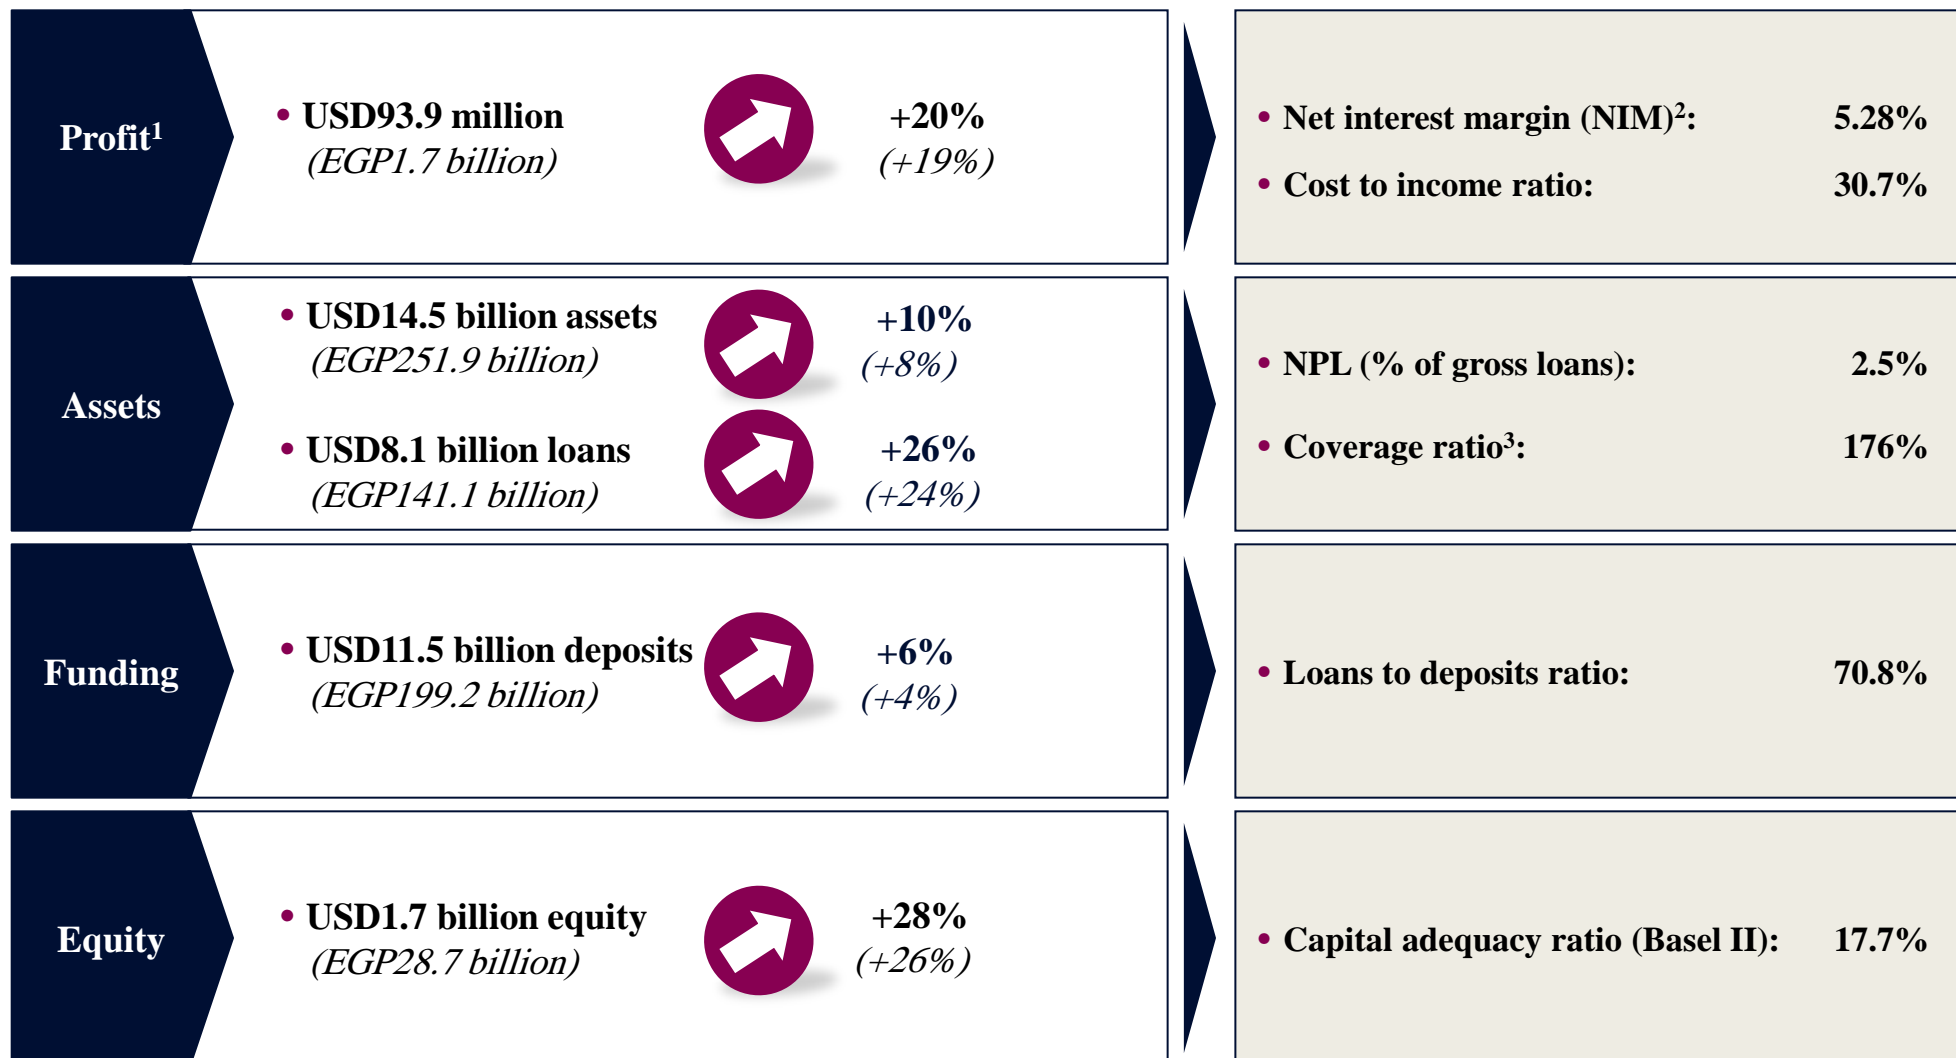 Profit¹
• USD93.9 million
(EGP1.7 billion)
+20%
(+19%)
• Net interest margin (NIM)²: 5.28%
• Cost to income ratio: 30.7%
Assets
• USD14.5 billion assets
(EGP251.9 billion)
+10%
(+8%)
• USD8.1 billion loans
(EGP141.1 billion)
+26%
(+24%)
• NPL (% of gross loans): 2.5%
• Coverage ratio³: 176%
Funding
• USD11.5 billion deposits
(EGP199.2 billion)
+6%
(+4%)
• Loans to deposits ratio: 70.8%
Equity
• USD1.7 billion equity
(EGP28.7 billion)
+28%
(+26%)
• Capital adequacy ratio (Basel II): 17.7%